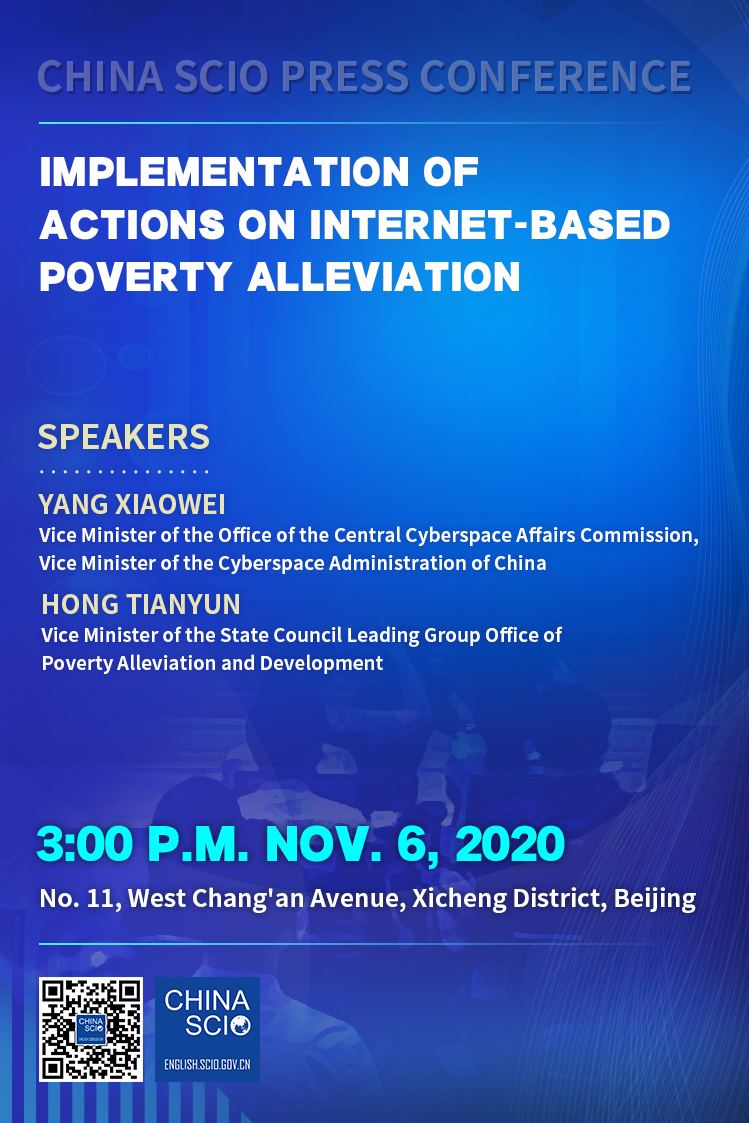 CHINA SCIO PRESS CONFERENCE
IMPLEMENTATION OF
ACTIONS ON INTERNET-BASED
POVERTY ALLEVIATION
SPEAKERS
YANG XIAOWEI
Vice Minister of the Office of the Central Cyberspace Affairs Commission,
Vice Minister of the Cyberspace Administration of China
HONG TIANYUN
Vice Minister of the State Council Leading Group Office of
Poverty Alleviation and Development
3:00 P.M. NOV. 6, 2020
No. 11, West Chang'an Avenue, Xicheng District, Beijing
CHINA
SCIO
CHINA
SCIO
ENGLISH.SCIO.GOV.CN